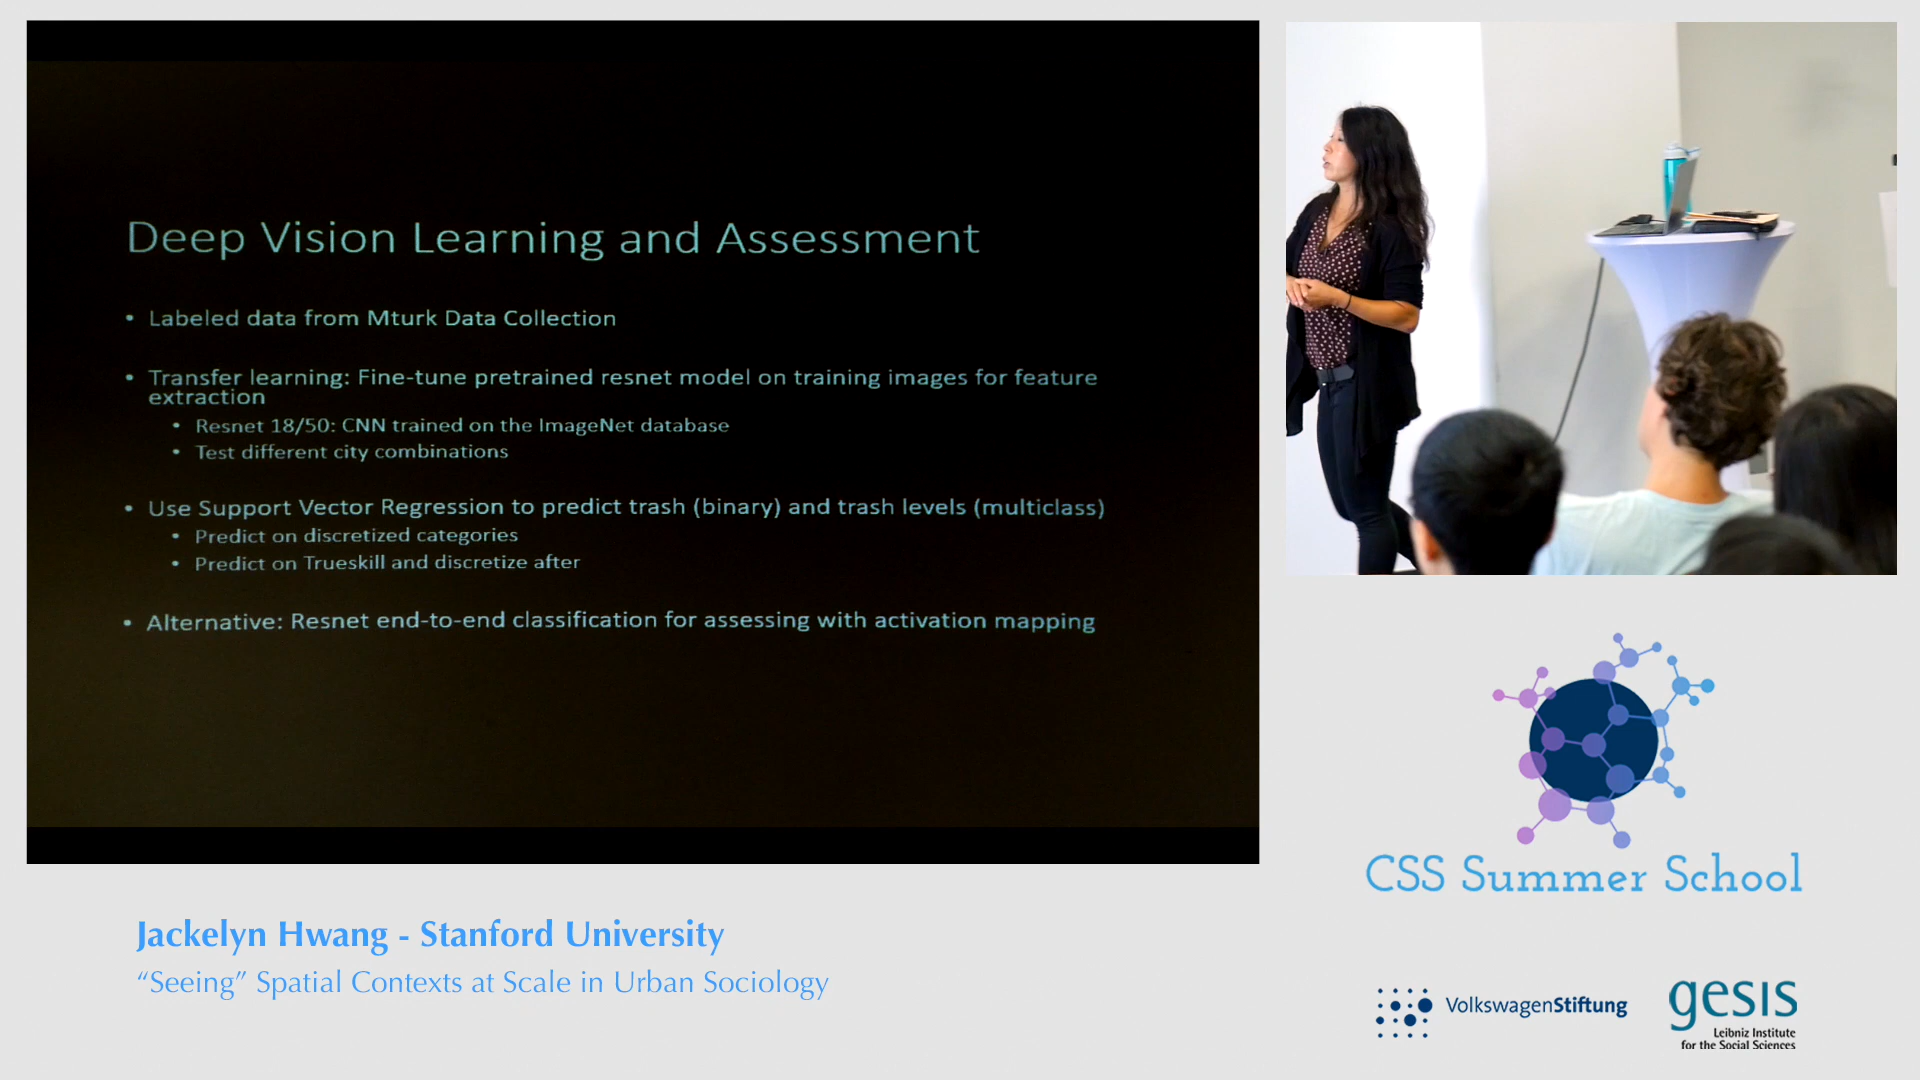 Deep Vision Learning and Assessment
• Labeled data from Mturk Data Collection
• Transfer learning: Fine-tune pretrained resnet model on training images for feature
extraction
• Resnet 18/50: CNN trained on the ImageNet database
• Test different city combinations
• Use Support Vector Regression to predict trash (binary) and trash levels (multiclass)
• Predict on discretized categories
• Predict on Trueskill and discretize after
• Alternative: Resnet end-to-end classification for assessing with activation mapping
Jackelyn Hwang - Stanford University
“Seeing” Spatial Contexts at Scale in Urban Sociology
CSS Summer School
VolkswagenStiftung
gesis
Leibniz Institute
for the Social Sciences